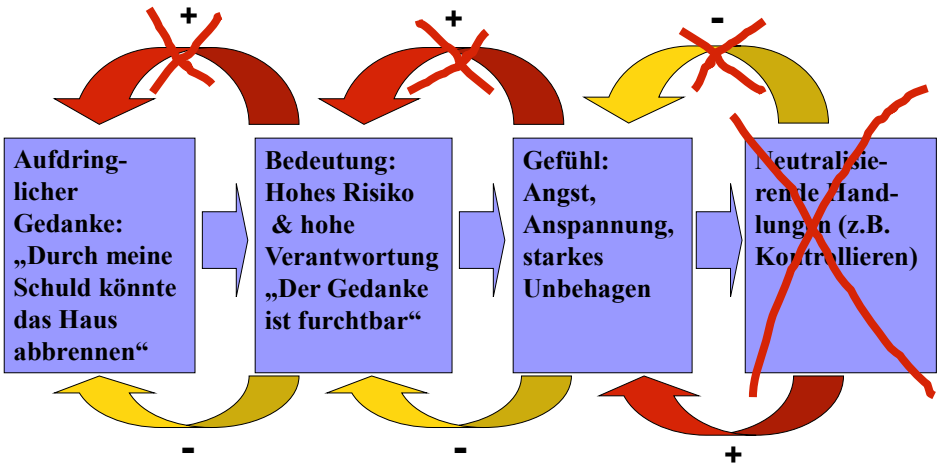 +
+
-
Aufdring-
licher
Gedanke:
„Durch meine
Schuld könnte
das Haus
abbrennen“
Bedeutung:
Hohes Risiko
& hohe
Verantwortung
„Der Gedanke
ist furchtbar“
Gefühl:
Angst,
Anspannung,
starkes
Unbehagen
Neutralisie-
rende Hand-
lungen (z.B.
Kontrollieren)
-
-
+